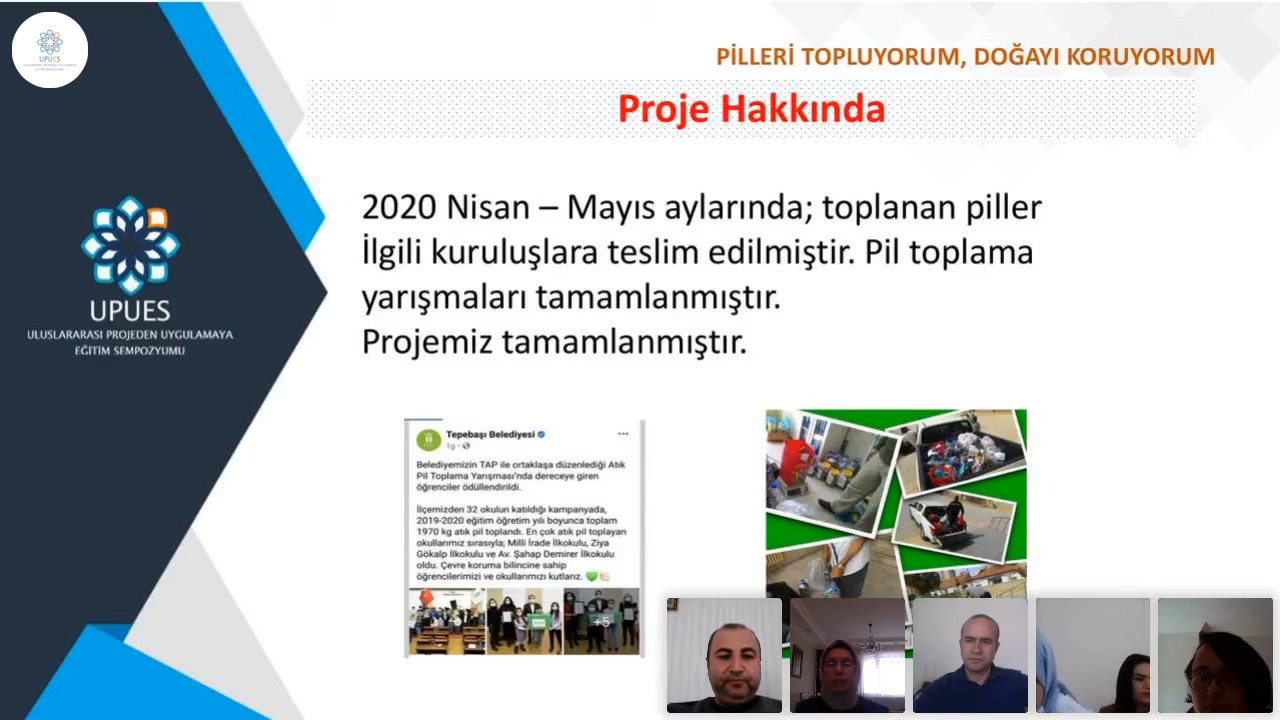 UPUES
PİLLERİ TOPLUYORUM, DOĞAYI KORUYORUM
Proje Hakkında
2020 Nisan – Mayıs aylarında; toplanan piller
İlgili kuruluşlara teslim edilmiştir. Pil toplama
yarışmaları tamamlanmıştır.
Projemiz tamamlanmıştır.
UPUES
ULUSLARARASI PROJEDEN UYGULAMAYA
EĞİTİM SEMPOZYUMU
Tepebaşı Belediyesi
1g
Belediyemizin TAP ile ortaklaşa düzenlediği Atık
Pil Toplama Yarışması'nda dereceye giren
öğrenciler ödüllendirildi.
İlçemizden 32 okulun katıldığı kampanyada,
2019-2020 eğitim öğretim yılı boyunca toplam
1970 kg atık pil toplandı. En çok atık pil toplayan
okullarımız sırasıyla; Milli İrade İlkokulu, Ziya
Gökalp İlkokulu ve Av. Şahap Demirer İlkokulu
oldu. Çevre koruma bilincine sahip
öğrencilerimizi ve okullarımızı kutlarız. 💚👏🏻
+5